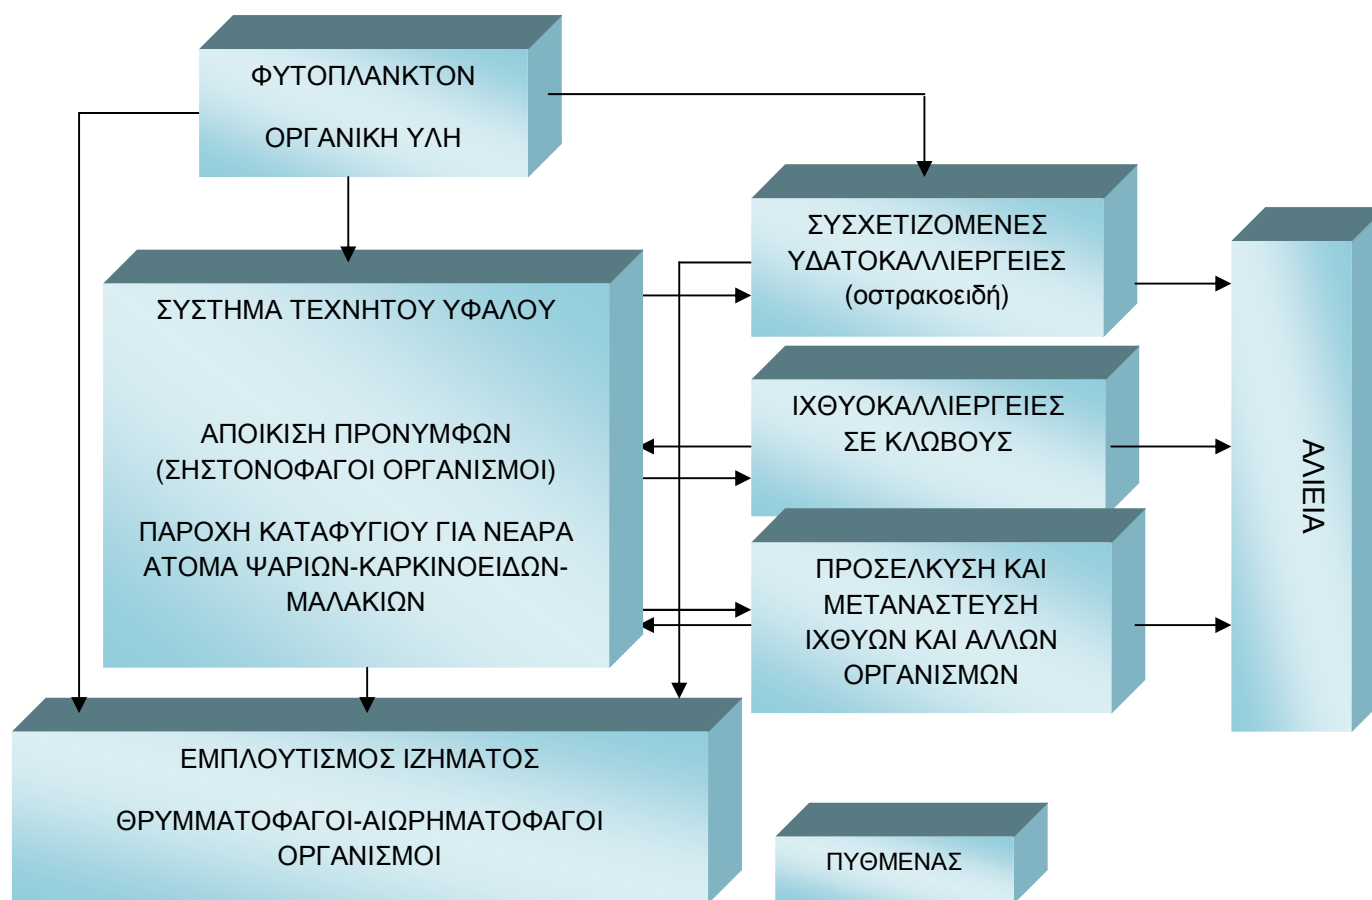 ΦΥΤΟΠΛΑΝΚΤΟΝ
ΟΡΓΑΝΙΚΗ ΥΛΗ
ΣΥΣΤΗΜΑ ΤΕΧΝΗΤΟΥ ΥΦΑΛΟΥ
ΑΠΟΙΚΙΣΗ ΠΡΟΝΥΜΦΩΝ
(ΣΗΣΤΟΝΟΦΑΓΟΙ ΟΡΓΑΝΙΣΜΟΙ)
ΠΑΡΟΧΗ ΚΑΤΑΦΥΓΙΟΥ ΓΙΑ ΝΕΑΡΑ
ΑΤΟΜΑ ΨΑΡΙΩΝ-ΚΑΡΚΙΝΟΕΙΔΩΝ-
ΜΑΛΑΚΙΩΝ
ΣΥΣΧΕΤΙΖΟΜΕΝΕΣ
ΥΔΑΤΟΚΑΛΛΙΕΡΓΕΙΕΣ
(οστρακοειδή)
ΙΧΘΥΟΚΑΛΛΙΕΡΓΕΙΕΣ
ΣΕ ΚΛΩΒΟΥΣ
ΠΡΟΣΕΛΚΥΣΗ ΚΑΙ
ΜΕΤΑΝΑΣΤΕΥΣΗ
ΙΧΘΥΩΝ ΚΑΙ ΑΛΛΩΝ
ΟΡΓΑΝΙΣΜΩΝ
ΑΛΙΕΙΑ
ΕΜΠΛΟΥΤΙΣΜΟΣ ΙΖΗΜΑΤΟΣ
ΘΡΥΜΜΑΤΟΦΑΓΟΙ-ΑΙΩΡΗΜΑΤΟΦΑΓΟΙ
ΟΡΓΑΝΙΣΜΟΙ
ΠΥΘΜΕΝΑΣ